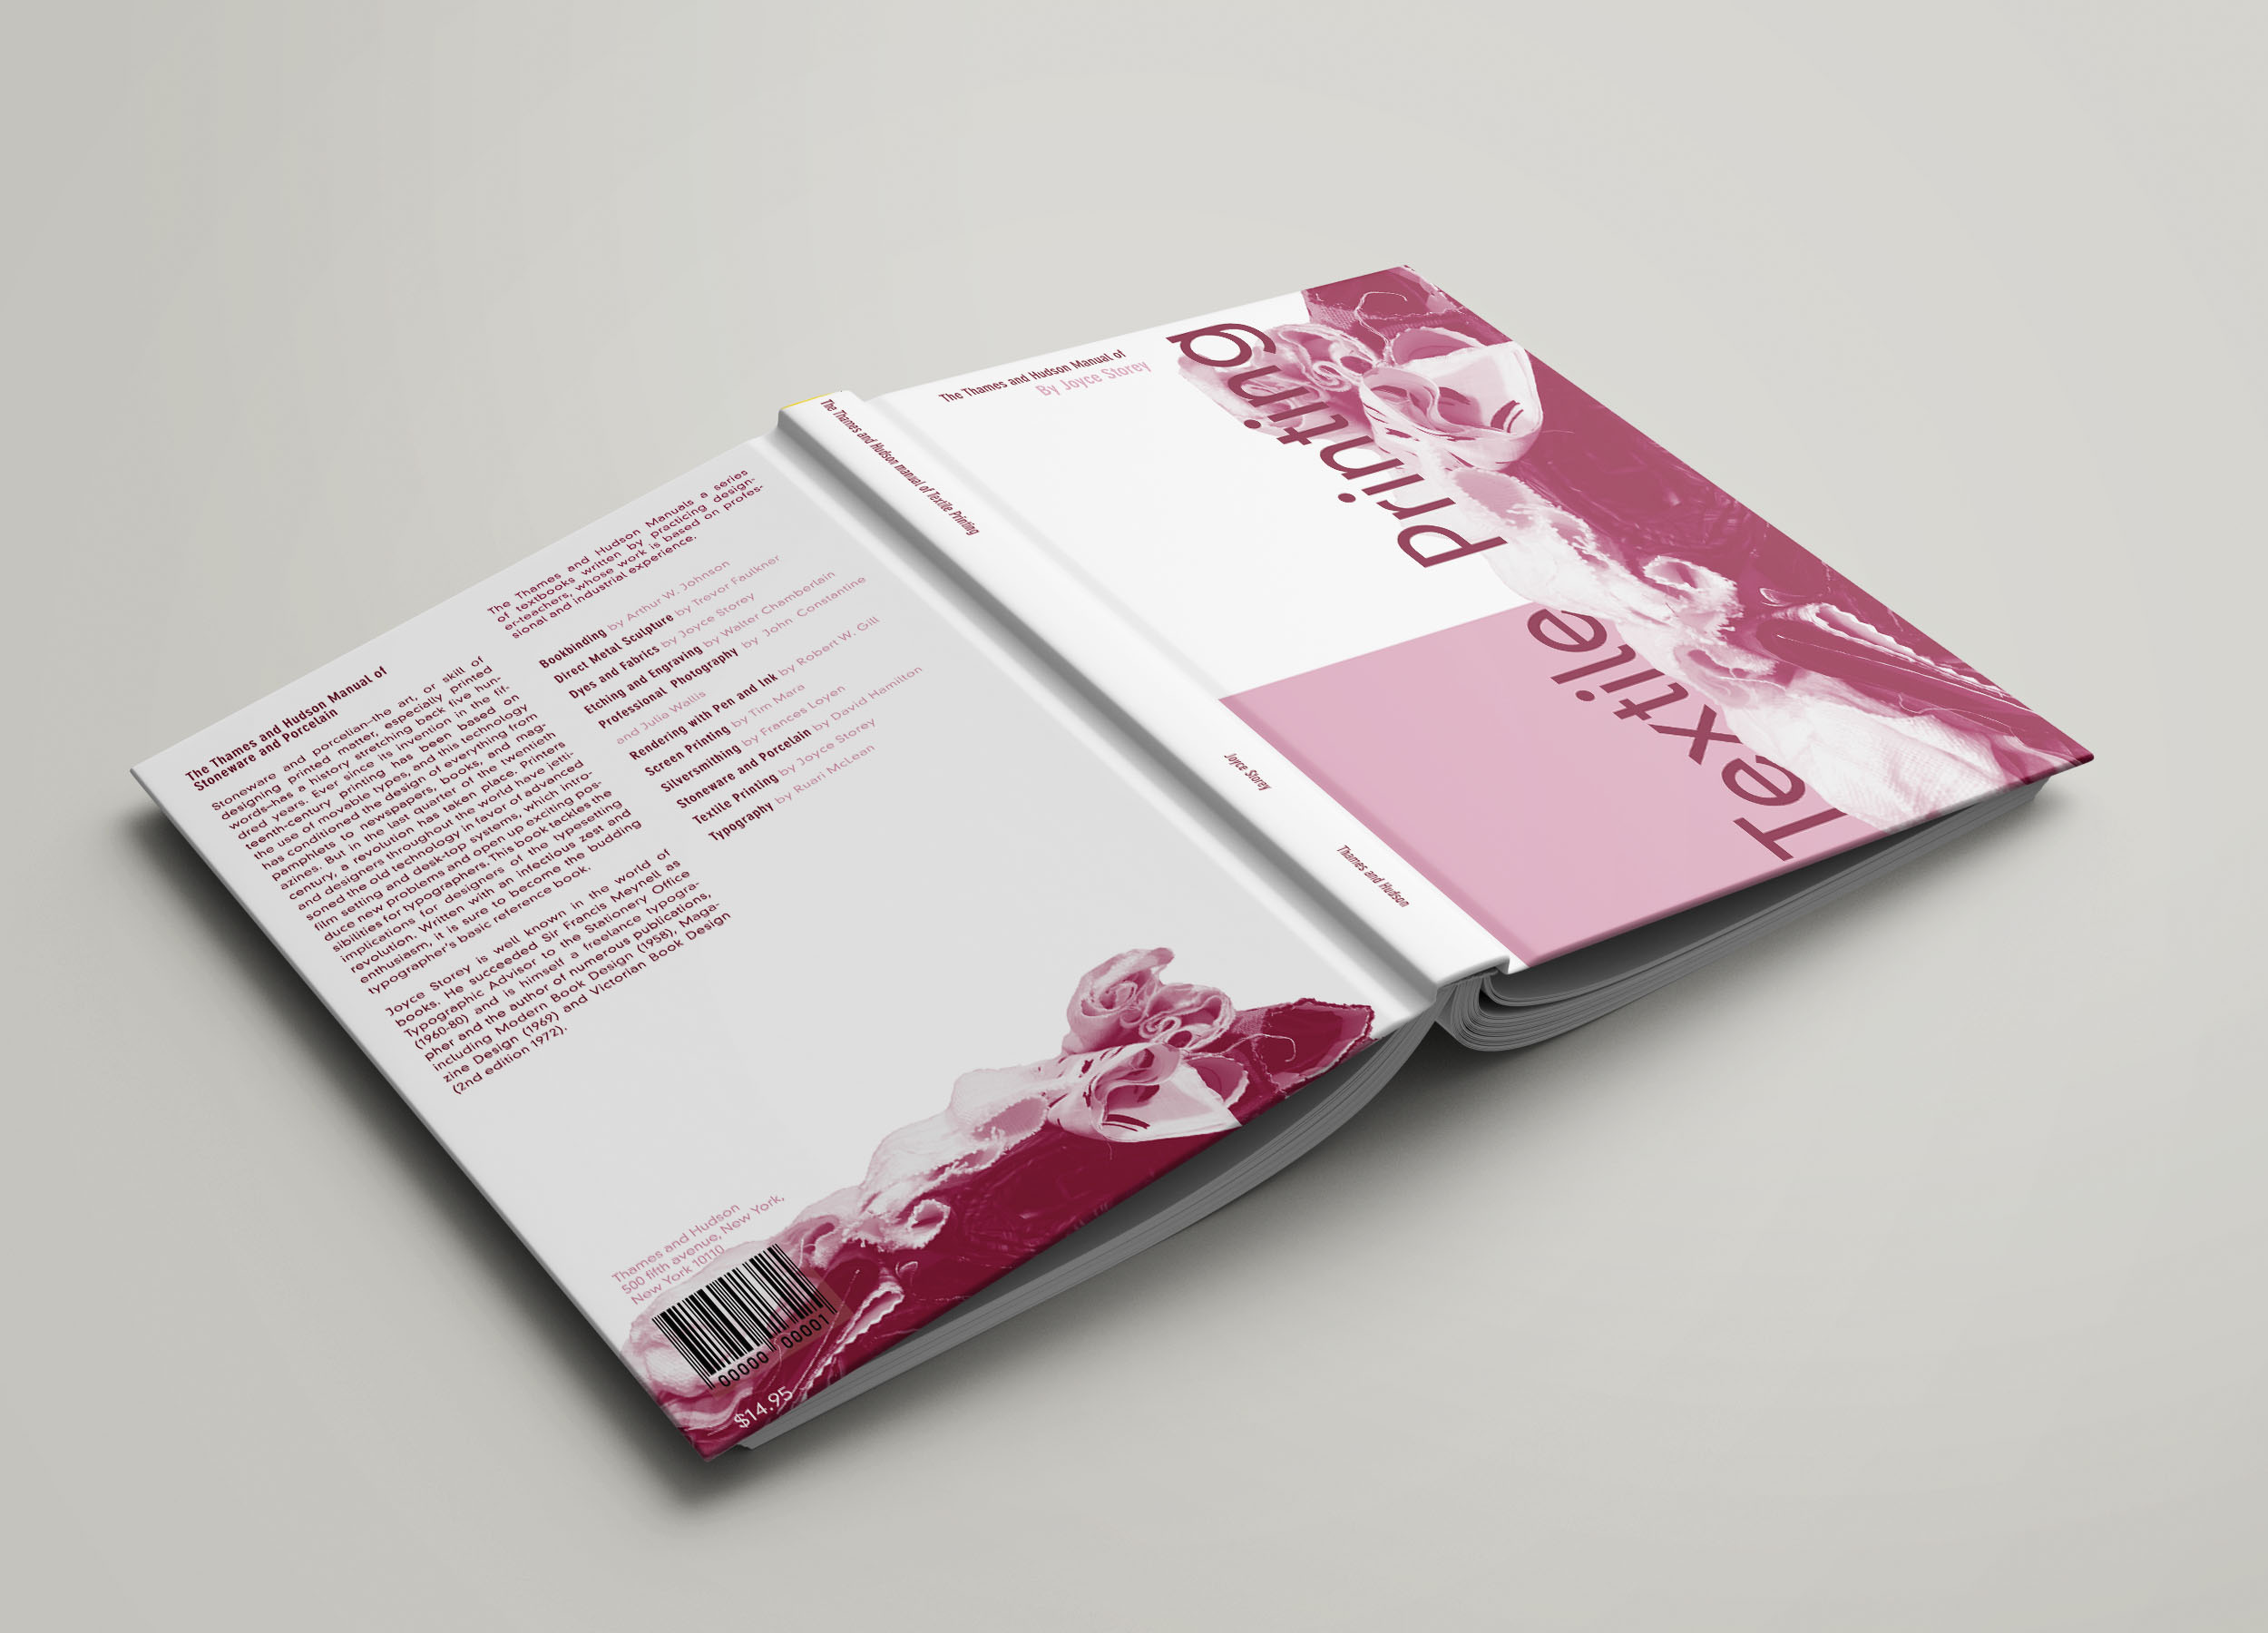 The Thames and Hudson Manual of
By Joyce Storey
Textile
Printing
The Thames and Hudson manual of Textile Printing
Joyce Storey
Thames and Hudson
The Thames and Hudson Manual of
Stoneware and Porcelain
Stoneware and porcelian--the art, or skill of
designing printed matter, especially printed
words--has a history stretching back five hun-
dred years. Ever since its invention in the fif-
teenth-century printing has been based on
the use of movable types, and this technology
has conditioned the design of everything from
pamphlets to newspapers, books, and mag-
azines. But in the last quarter of the twentieth
century, a revolution has taken place. Printers
and designers throughout the world have jetti-
soned the old technology in favor of advanced
film setting and desk-top systems, which intro-
duce new problems and open up exciting pos-
sibilities for typographers. This book tackles the
implications for designers of the typesetting
revolution. Written with an infectious zest and
enthusiasm, it is sure to become the budding
typographer's basic reference book.
Joyce Storey is well known in the world of
books. He succeeded Sir Francis Meynell as
Typographic Advisor to the Stationery Office
(1960-80) and is himself a freelance typogra-
pher and the author of numerous publications,
including Modern Book Design (1958), Maga-
zine Design (1969) and Victorian Book Design
(2nd edition 1972).
The Thames and Hudson Manuals a series
of textbooks written by practicing design-
er-teachers, whose work is based on profes-
sional and industrial experience.
Bookbinding by Arthur W. Johnson
Direct Metal Sculpture by Trevor Faulkner
Dyes and Fabrics by Joyce Storey
Etching and Engraving by Walter Chamberlain
Professional Photography by John Constantine
and Julia Wallis
Rendering with Pen and Ink by Robert W. Gill
Screen Printing by Tim Mara
Silversmithing by Frances Loyen
Stoneware and Porcelain by David Hamilton
Textile Printing by Joyce Storey
Typography by Ruari McLean
Thames and Hudson
500 fifth avenue, New York,
New York 10110
00000 00001
$14.95